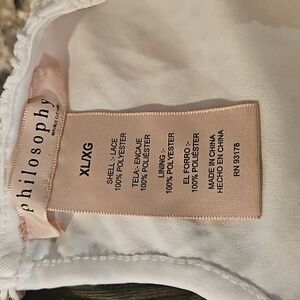 philosophy
XL/XG
SHELL:- LACE
100% POLYESTER
TELA:- ENCAJE
100% POLIÉSTER
LINING:-
100% POLYESTER
EL FORRO:-
100% POLIÉSTER
MADE IN CHINA
HECHO EN CHINA
RN 93178